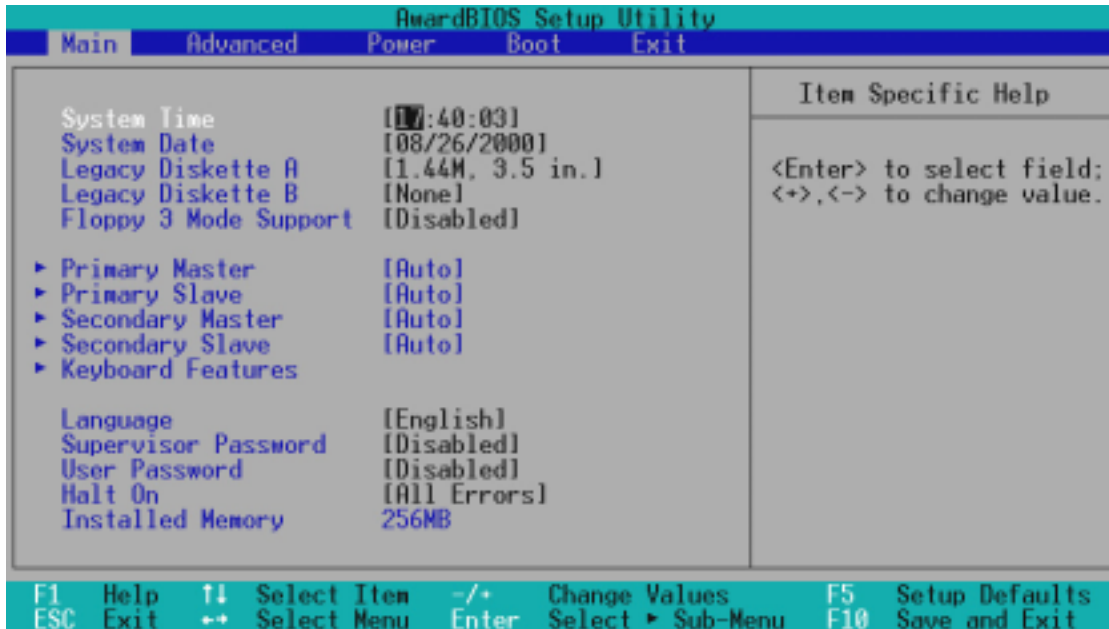 AwardBIOS Setup Utility
Main Advanced Power Boot Exit
Item Specific Help
System Time [17:40:03]
System Date [08/26/2000]
Legacy Diskette A [1.44M, 3.5 in.]
Legacy Diskette B [None]
Floppy 3 Mode Support [Disabled]
▶ Primary Master [Auto]
▶ Primary Slave [Auto]
▶ Secondary Master [Auto]
▶ Secondary Slave [Auto]
▶ Keyboard Features
Language [English]
Supervisor Password [Disabled]
User Password [Disabled]
Halt On [All Errors]
Installed Memory 256MB
<Enter> to select field;
<+>,<-> to change value.
F1 Help ↑↓ Select Item -/+ Change Values F5 Setup Defaults
ESC Exit ←→ Select Menu Enter Select ▶ Sub-Menu F10 Save and Exit